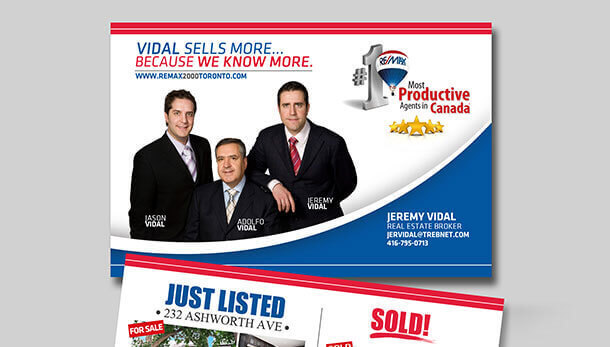 VIDAL SELLS MORE...
BECAUSE WE KNOW MORE.
WWW.REMAX2000TORONTO.COM
#1
RE/MAX
Most
Productive
Agents in Canada
JASON
VIDAL
ADOLFO
VIDAL
JEREMY
VIDAL
JEREMY VIDAL
REAL ESTATE BROKER
JERVIDAL@TREBNET.COM
416-795-0713
JUST LISTED
• 232 ASHWORTH AVE •
FOR SALE
SOLD!
SOLD